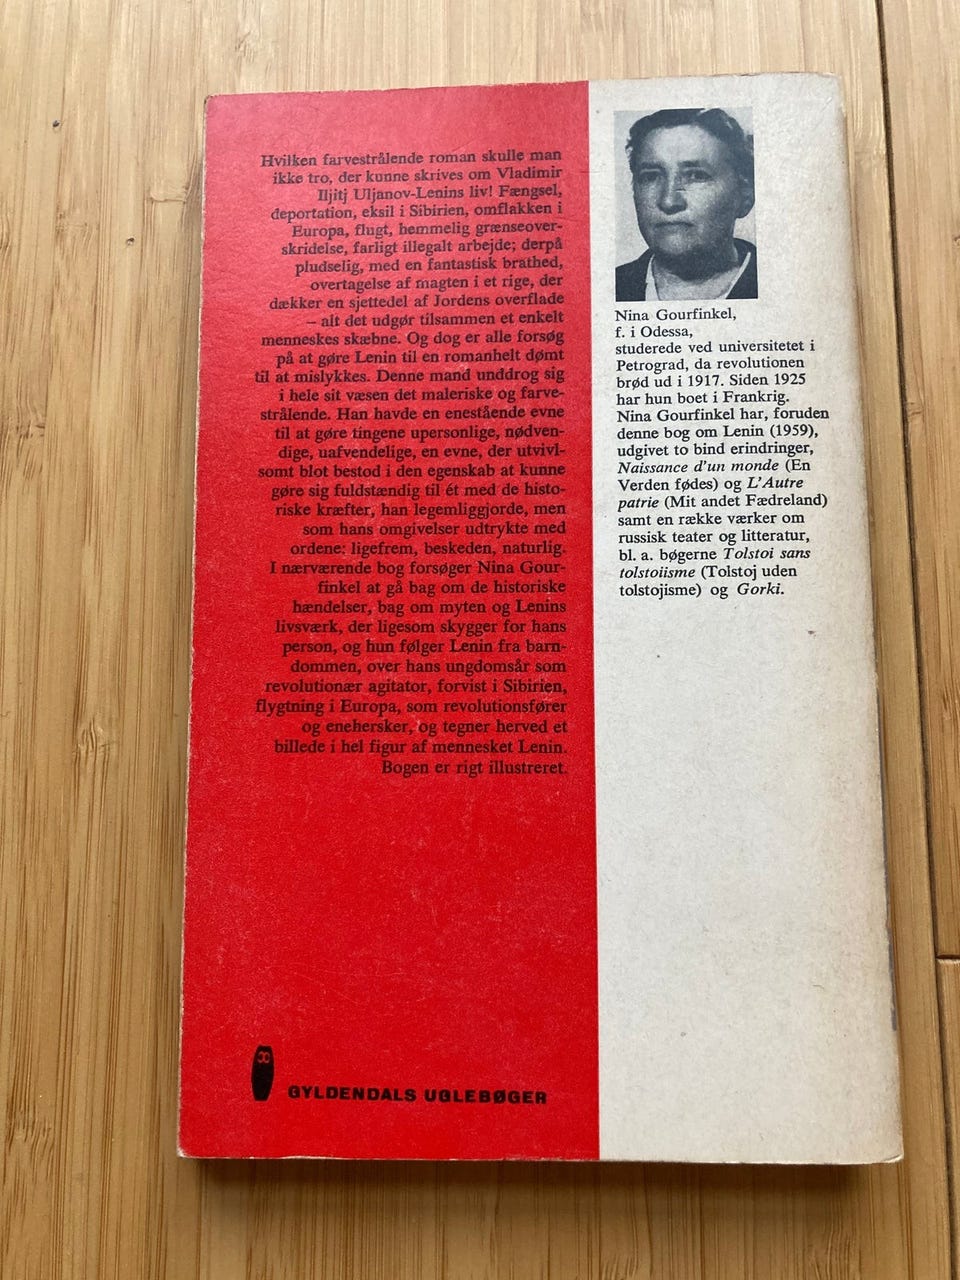 Hvilken farvestrålende roman skulle man
ikke tro, der kunne skrives om Vladimir
Iljitj Uljanov-Lenins liv! Fængsel,
deportation, eksil i Sibirien, omflakken i
Europa, flugt, hemmelig grænseover-
skridelse, farligt illegalt arbejde; derpå
pludselig, med en fantastisk brathed,
overtagelse af magten i et rige, der
dækker en sjettedel af Jordens overflade
– alt det udgør tilsammen et enkelt
menneskes skæbne. Og dog er alle forsøg
på at gøre Lenin til en romanhelt dømt
til at mislykkes. Denne mand unddrog sig
i hele sit væsen det maleriske og farve-
strålende. Han havde en enestående evne
til at gøre tingene upersonlige, nødven-
dige, uafvendelige, en evne, der utvivl-
somt blot bestod i den egenskab at kunne
gøre sig fuldstændig til ét med de histo-
riske kræfter, han legemliggjorde, men
som hans omgivelser udtrykte med
ordene: ligefrem, beskeden, naturlig.
I nærværende bog forsøger Nina Gour-
finkel at gå bag om de historiske
hændelser, bag om myten og Lenins
livsværk, der ligesom skygger for hans
person, og hun følger Lenin fra barn-
dommen, over hans ungdomsår som
revolutionær agitator, forvist i Sibirien,
flygtning i Europa, som revolutionsfører
og enehersker, og tegner herved et
billede i hel figur af mennesket Lenin.
Bogen er rigt illustreret.
GYLDENDALS UGLEBØGER
Nina Gourfinkel,
f. i Odessa,
studerede ved universitetet i
Petrograd, da revolutionen
brød ud i 1917. Siden 1925
har hun boet i Frankrig.
Nina Gourfinkel har, foruden
denne bog om Lenin (1959),
udgivet to bind erindringer,
Naissance d'un monde (En
Verden fødes) og L'Autre
patrie (Mit andet Fædreland)
samt en række værker om
russisk teater og litteratur,
bl. a. bøgerne Tolstoi sans
tolstoiisme (Tolstoj uden
tolstojisme) og Gorki.